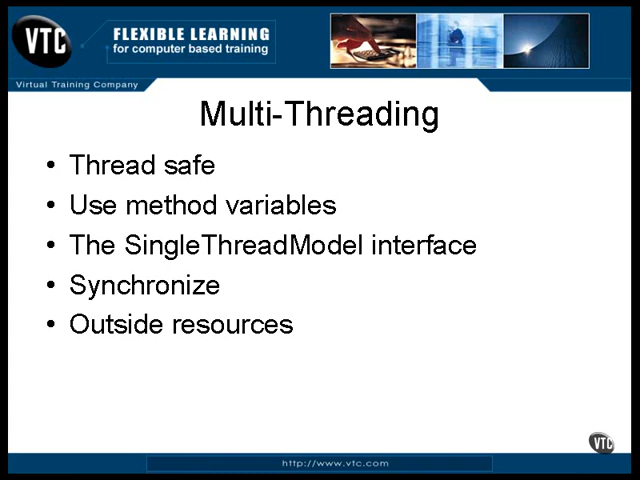 VTC
FLEXIBLE LEARNING
for computer based training
Virtual Training Company
Multi-Threading
• Thread safe
• Use method variables
• The SingleThreadModel interface
• Synchronize
• Outside resources
VTC
http://www.vtc.com